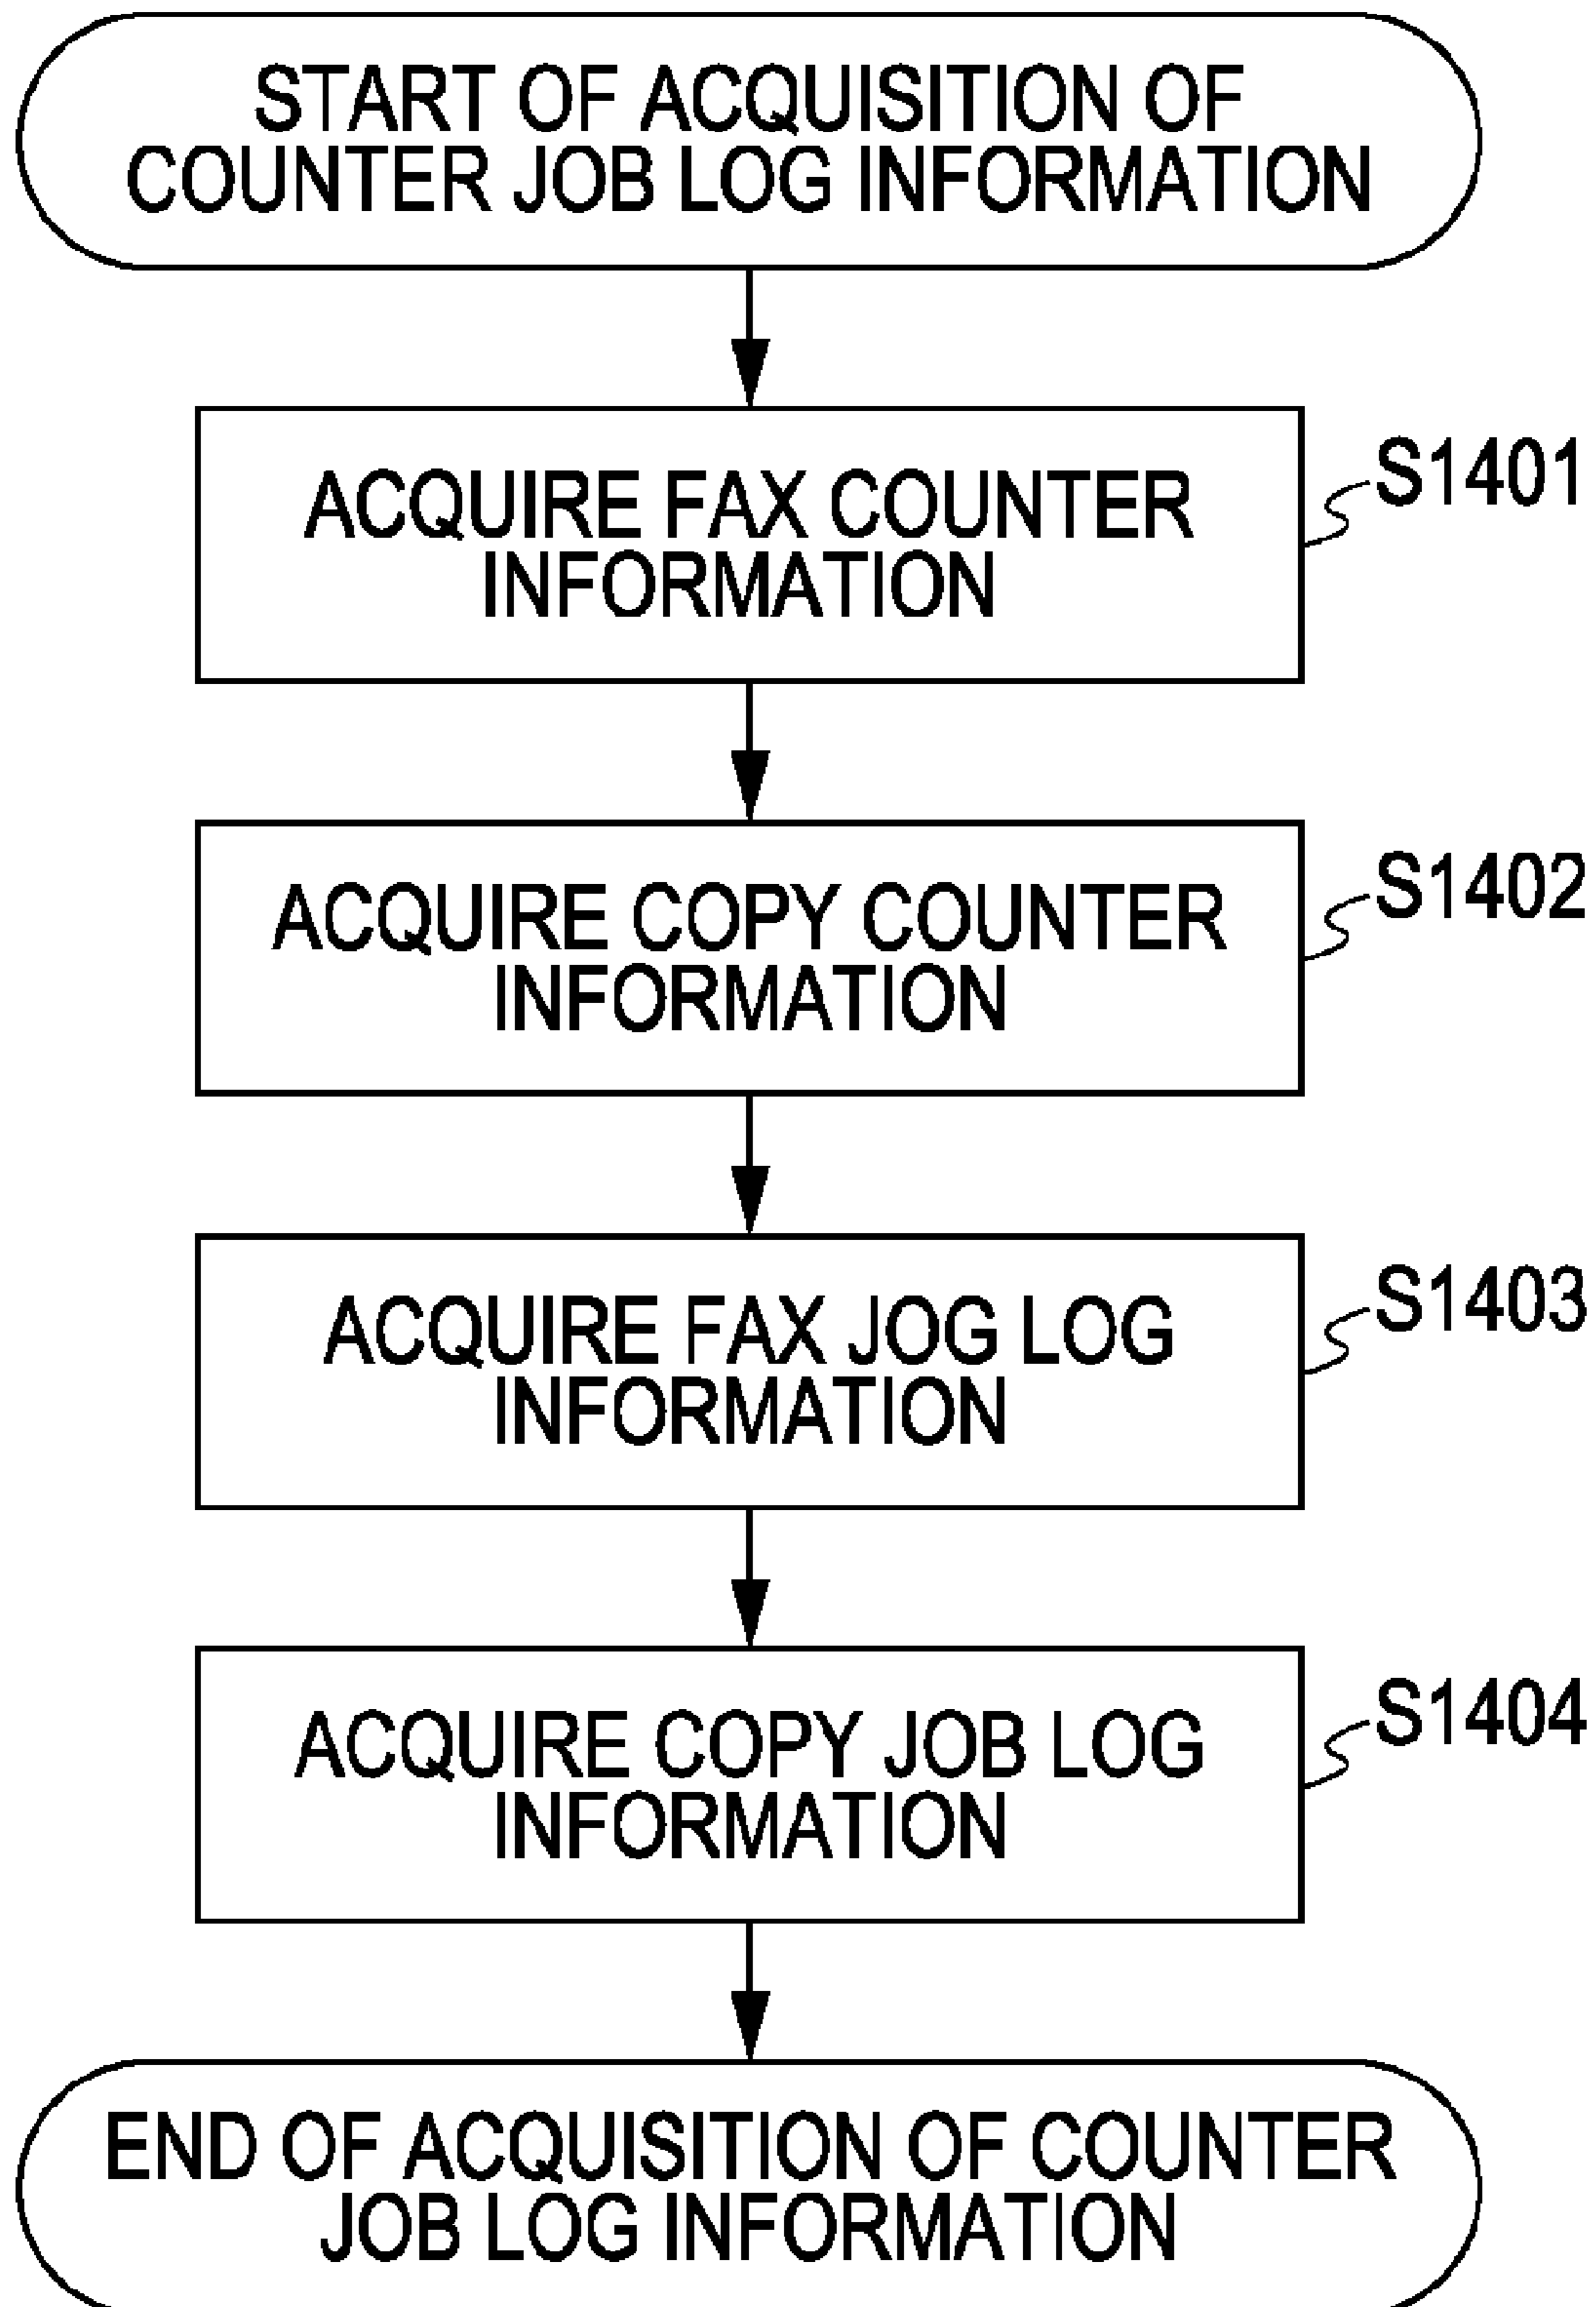 START OF ACQUISITION OF
COUNTER JOB LOG INFORMATION
ACQUIRE FAX COUNTER
INFORMATION
S1401
ACQUIRE COPY COUNTER
INFORMATION
S1402
ACQUIRE FAX JOG LOG
INFORMATION
S1403
ACQUIRE COPY JOB LOG
INFORMATION
S1404
END OF ACQUISITION OF COUNTER
JOB LOG INFORMATION